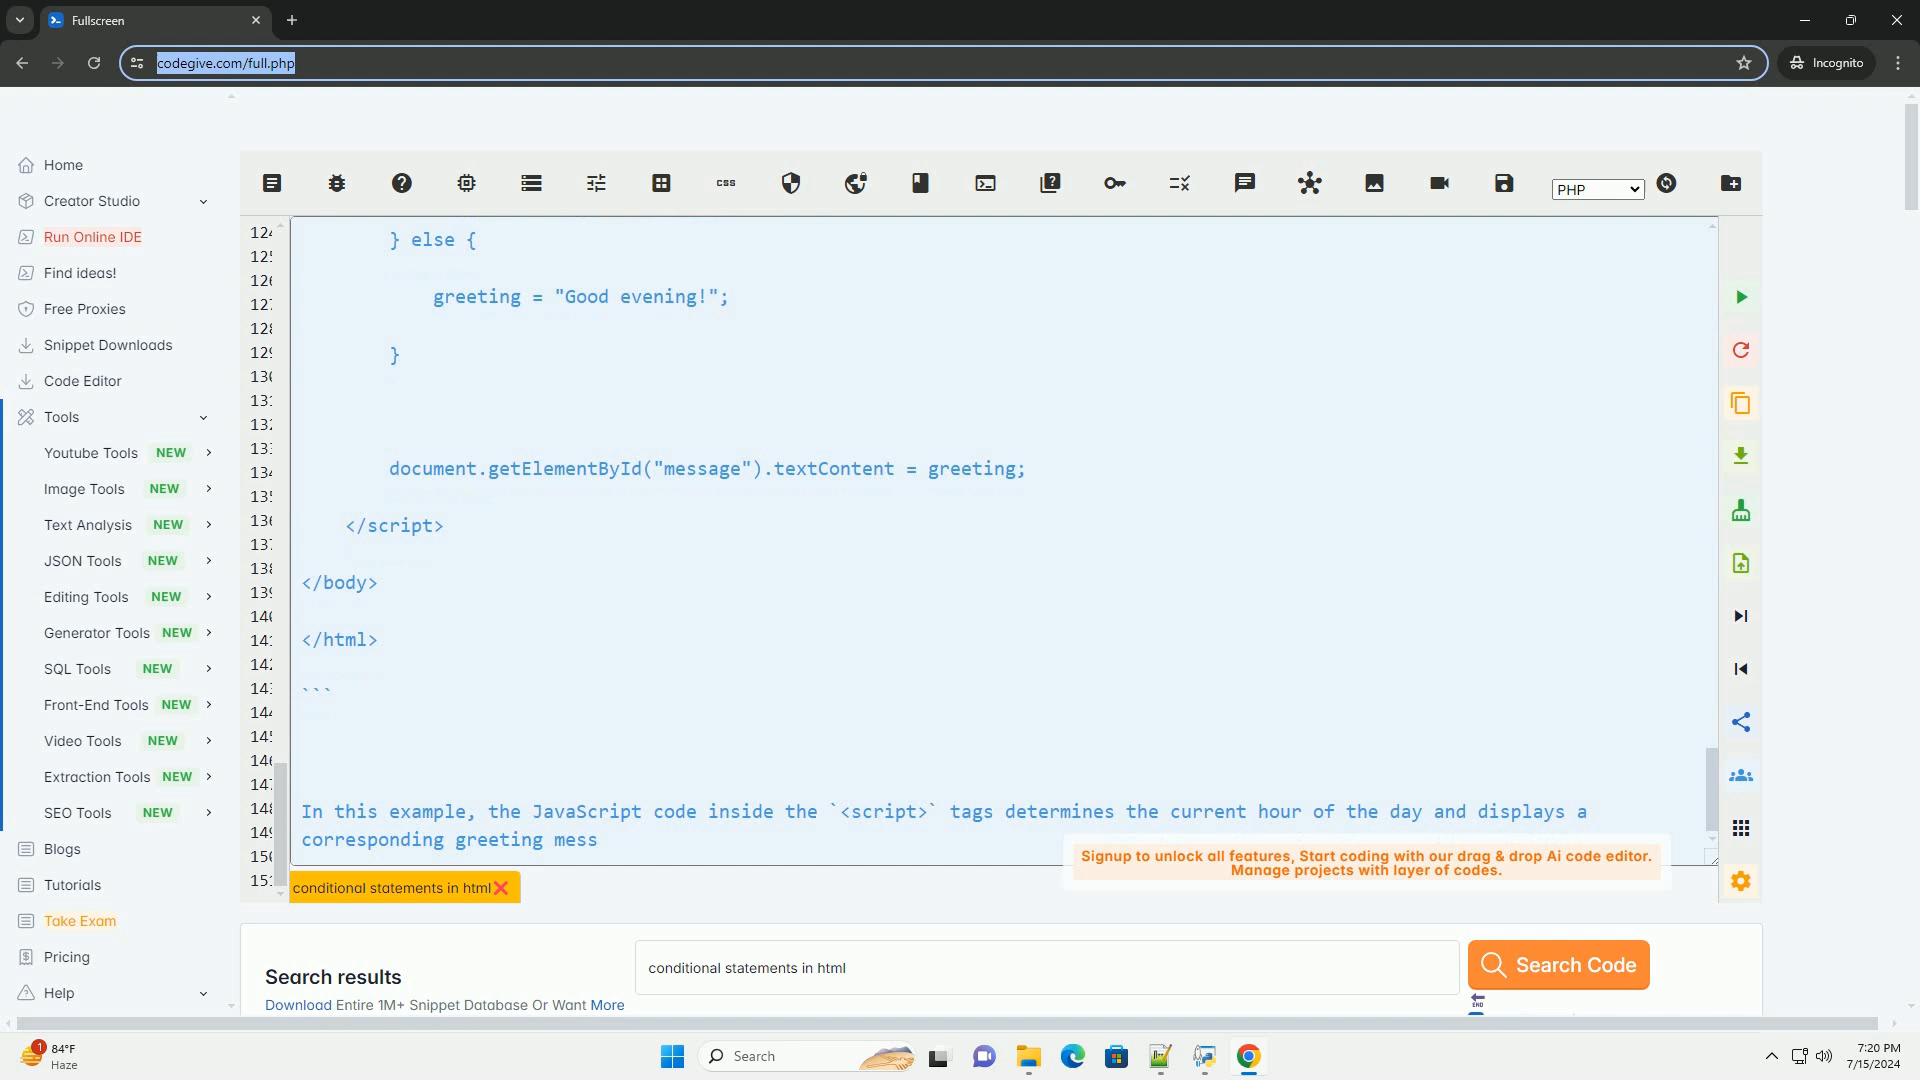 Fullscreen
codegive.com/full.php
Incognito
Home
Creator Studio
Run Online IDE
Find ideas!
Free Proxies
Snippet Downloads
Code Editor
Tools
Youtube Tools NEW
Image Tools NEW
Text Analysis NEW
JSON Tools NEW
Editing Tools NEW
Generator Tools NEW
SQL Tools NEW
Front-End Tools NEW
Video Tools NEW
Extraction Tools NEW
SEO Tools NEW
Blogs
Tutorials
Take Exam
Pricing
Help
css
PHP
} else {
greeting = "Good evening!";
}
document.getElementById("message").textContent = greeting;
</script>
</body>
</html>
```
In this example, the JavaScript code inside the `<script>` tags determines the current hour of the day and displays a
corresponding greeting mess
Signup to unlock all features, Start coding with our drag & drop Ai code editor.
Manage projects with layer of codes.
conditional statements in html
Search results
Download Entire 1M+ Snippet Database Or Want More
conditional statements in html
Search Code
END
1
84°F
Haze
Search
7:20 PM
7/15/2024